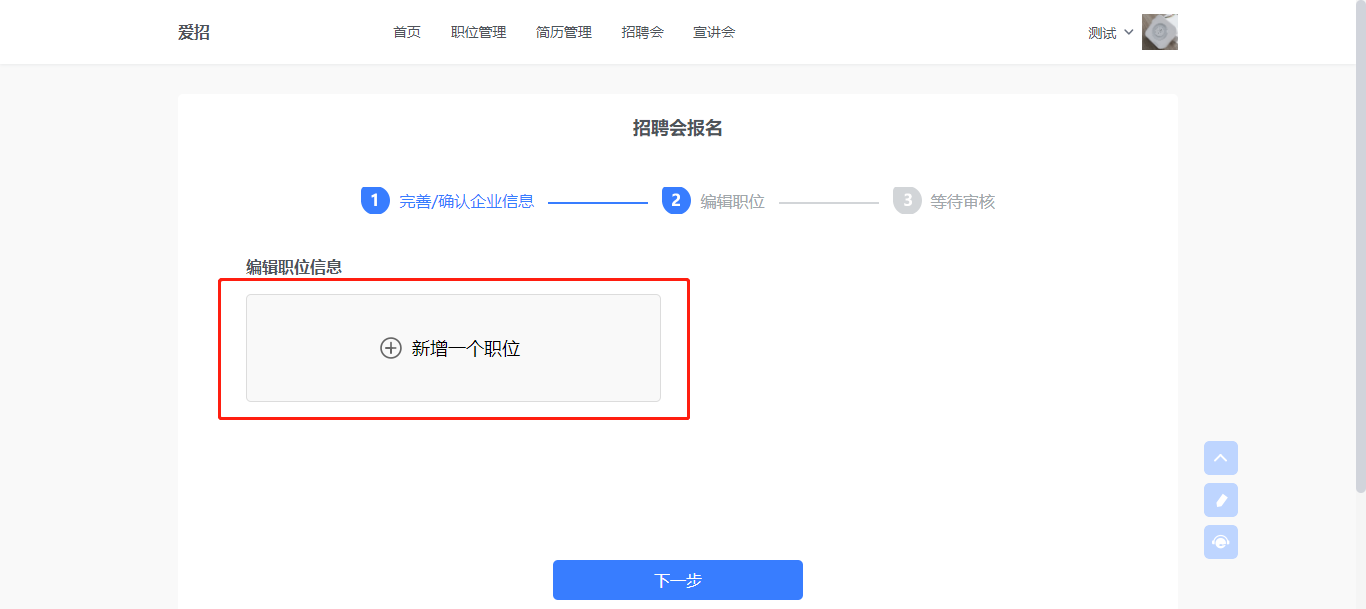 爱招 首页 职位管理 简历管理 招聘会 宣讲会 测试
招聘会报名
1 完善/确认企业信息 2 编辑职位 3 等待审核
编辑职位信息
新增一个职位
下一步